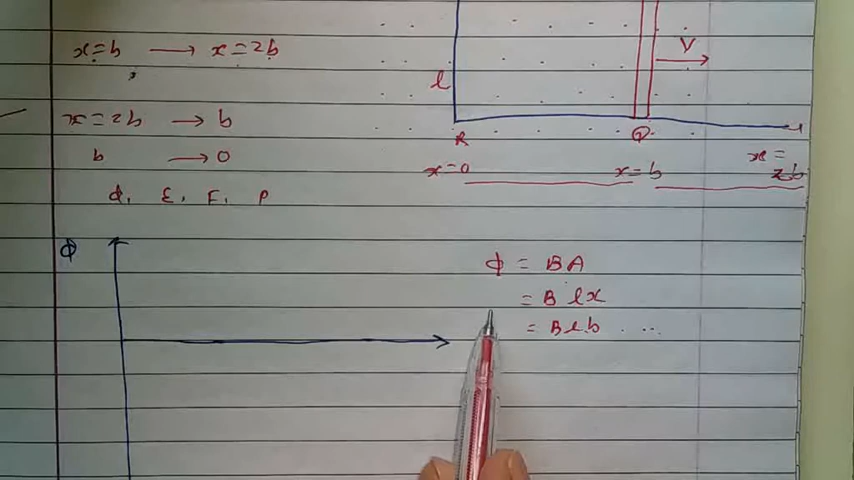 x=b → x=2b
x=2b → b
b → 0
Φ, ε, F, P
l
V
R
Q
x=0
x=b
x=
2b
Φ
Φ = BA
= B l x
= B l b . ...